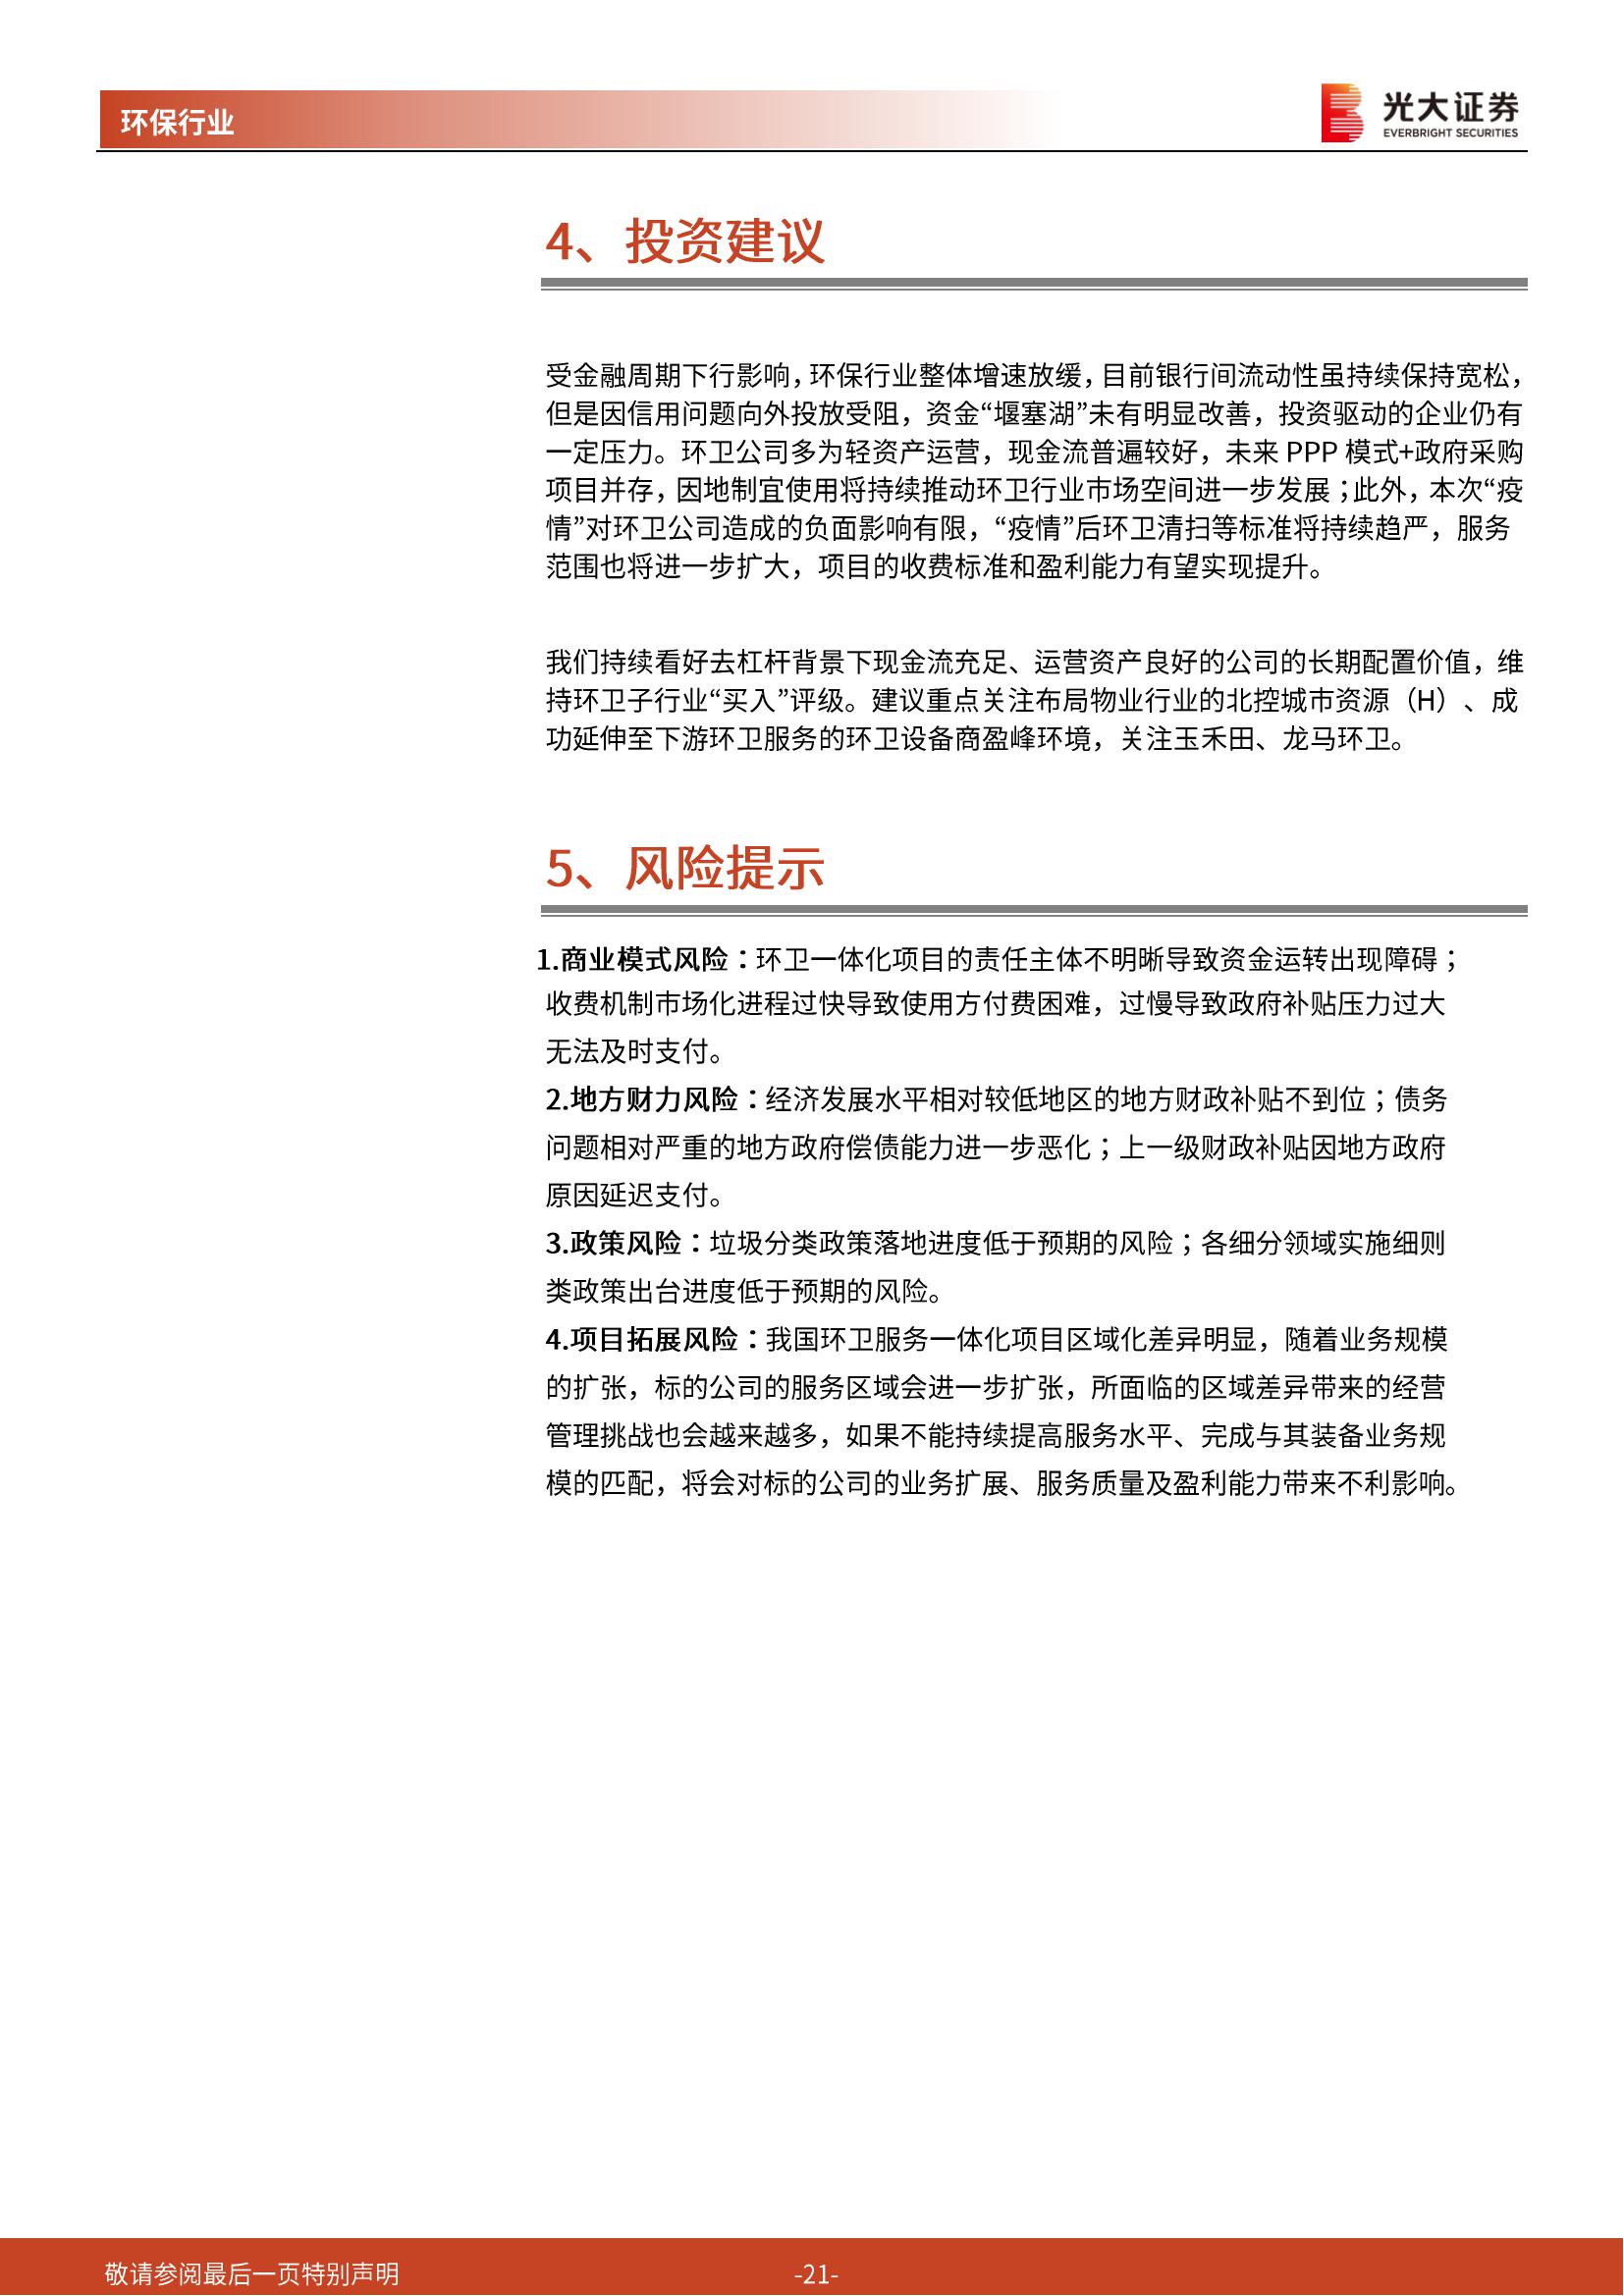 环保行业
光大证券
EVERBRIGHT SECURITIES
4、投资建议
受金融周期下行影响，环保行业整体增速放缓，目前银行间流动性虽持续保持宽松，
但是因信用问题向外投放受阻，资金“堰塞湖”未有明显改善，投资驱动的企业仍有
一定压力。环卫公司多为轻资产运营，现金流普遍较好，未来 PPP 模式+政府采购
项目并存，因地制宜使用将持续推动环卫行业市场空间进一步发展；此外，本次“疫
情”对环卫公司造成的负面影响有限，“疫情”后环卫清扫等标准将持续趋严，服务
范围也将进一步扩大，项目的收费标准和盈利能力有望实现提升。
我们持续看好去杠杆背景下现金流充足、运营资产良好的公司的长期配置价值，维
持环卫子行业“买入”评级。建议重点关注布局物业行业的北控城市资源（H）、成
功延伸至下游环卫服务的环卫设备商盈峰环境，关注玉禾田、龙马环卫。
5、风险提示
1.商业模式风险：环卫一体化项目的责任主体不明晰导致资金运转出现障碍；
收费机制市场化进程过快导致使用方付费困难，过慢导致政府补贴压力过大
无法及时支付。
2.地方财力风险：经济发展水平相对较低地区的地方财政补贴不到位；债务
问题相对严重的地方政府偿债能力进一步恶化；上一级财政补贴因地方政府
原因延迟支付。
3.政策风险：垃圾分类政策落地进度低于预期的风险；各细分领域实施细则
类政策出台进度低于预期的风险。
4.项目拓展风险：我国环卫服务一体化项目区域化差异明显，随着业务规模
的扩张，标的公司的服务区域会进一步扩张，所面临的区域差异带来的经营
管理挑战也会越来越多，如果不能持续提高服务水平、完成与其装备业务规
模的匹配，将会对标的公司的业务扩展、服务质量及盈利能力带来不利影响。
敬请参阅最后一页特别声明
-21-